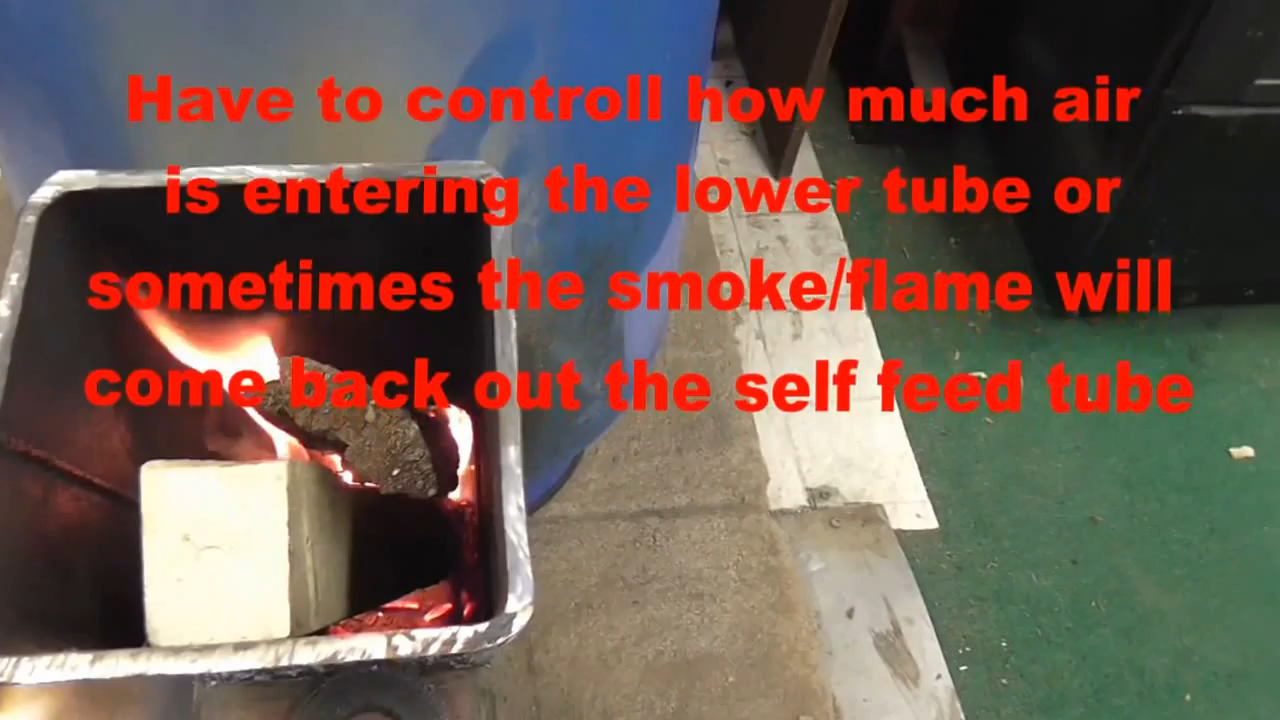 Have to controll how much air
is entering the lower tube or
sometimes the smoke/flame will
come back out the self feed tube